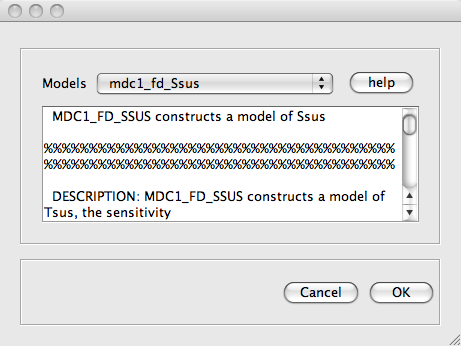 Models mdc1_fd_Ssus help
MDC1_FD_SSUS constructs a model of Ssus
%%%%%%%%%%%%%%%%%%%%%%%%%%%%%%%%%%%
%%%%%%%%%%%%%%%%%%%%%%%%%%%%%%%%%%%
DESCRIPTION: MDC1_FD_SSUS constructs a model of
Tsus, the sensitivity
Cancel OK